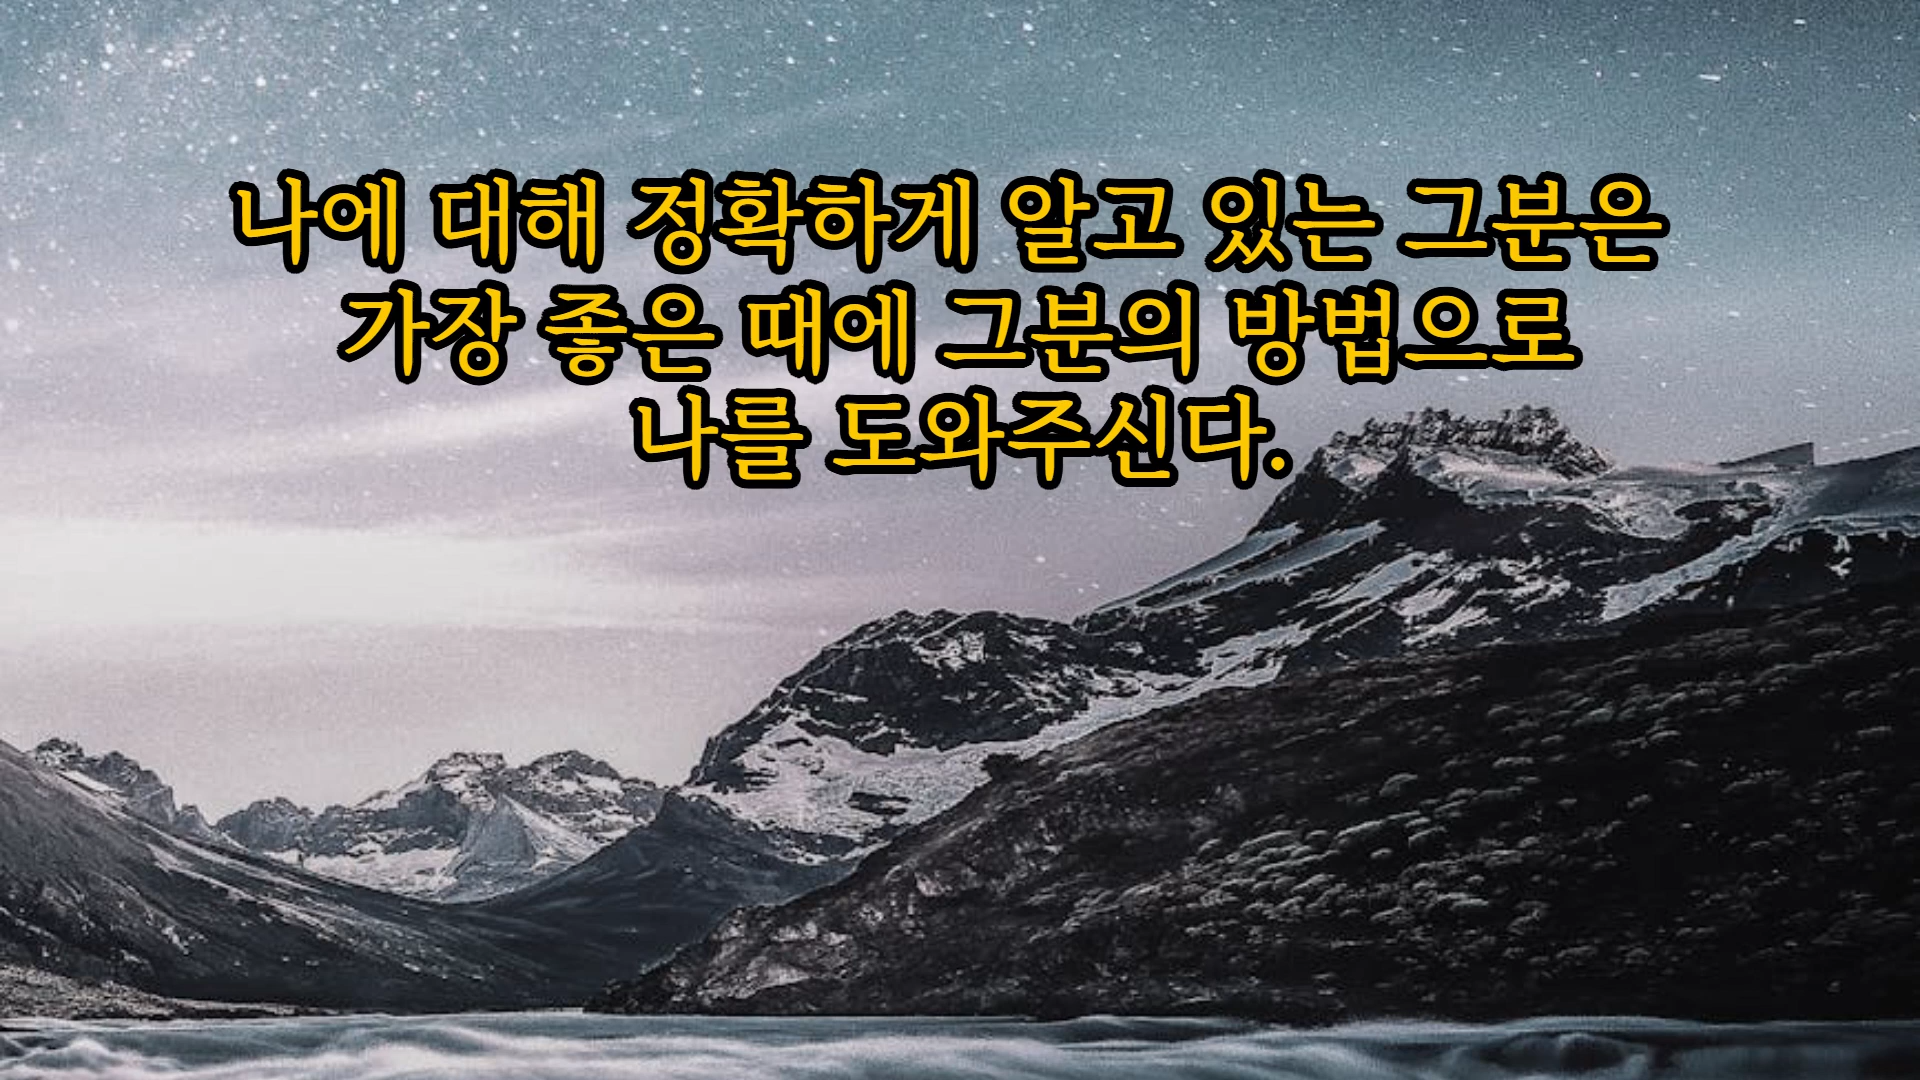 나에 대해 정확하게 알고 있는 그분은
가장 좋은 때에 그분의 방법으로
나를 도와주신다.